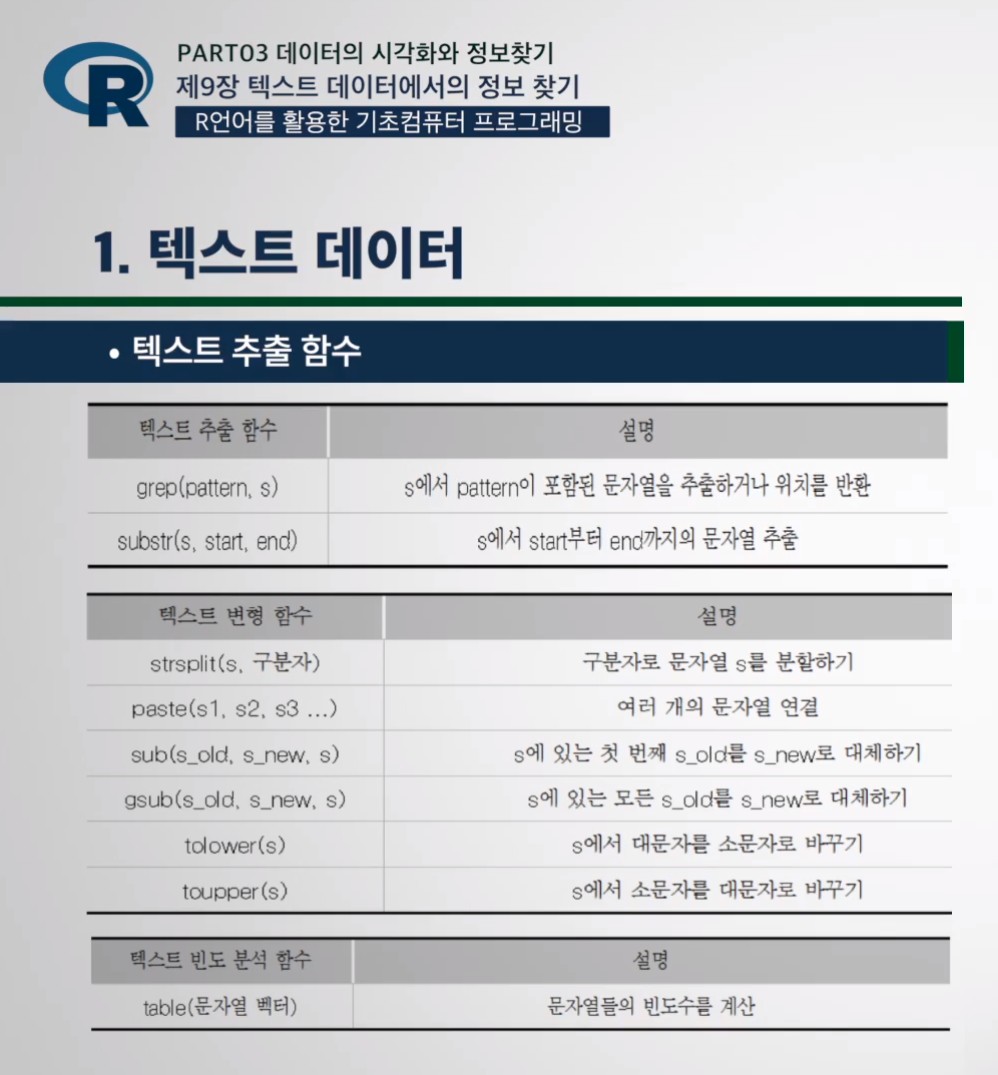 R
PART03 데이터의 시각화와 정보찾기
제9장 텍스트 데이터에서의 정보 찾기
R언어를 활용한 기초컴퓨터 프로그래밍
1. 텍스트 데이터
• 텍스트 추출 함수
텍스트 추출 함수 설명
grep(pattern, s) s에서 pattern이 포함된 문자열을 추출하거나 위치를 반환
substr(s, start, end) s에서 start부터 end까지의 문자열 추출
텍스트 변형 함수 설명
strsplit(s, 구분자) 구분자로 문자열 s를 분할하기
paste(s1, s2, s3 ...) 여러 개의 문자열 연결
sub(s_old, s_new, s) s에 있는 첫 번째 s_old를 s_new로 대체하기
gsub(s_old, s_new, s) s에 있는 모든 s_old를 s_new로 대체하기
tolower(s) s에서 대문자를 소문자로 바꾸기
toupper(s) s에서 소문자를 대문자로 바꾸기
텍스트 빈도 분석 함수 설명
table(문자열 벡터) 문자열들의 빈도수를 계산